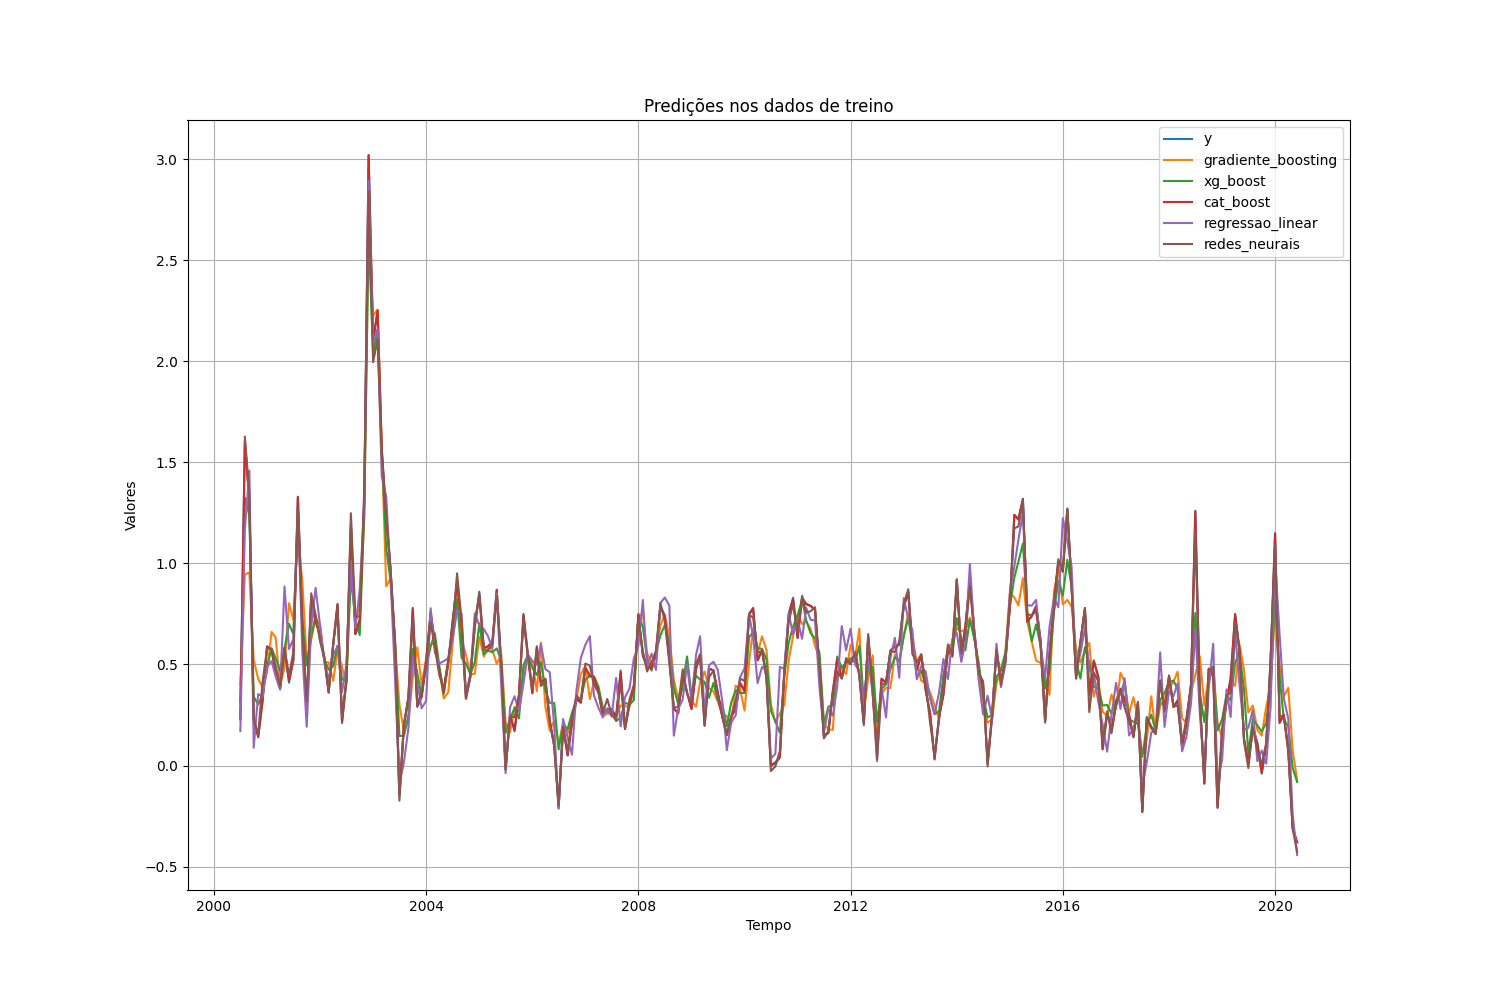 Predições nos dados de treino
y
gradiente_boosting
xg_boost
cat_boost
regressao_linear
redes_neurais
Valores
3.0
2.5
2.0
1.5
1.0
0.5
0.0
−0.5
2000 2004 2008 2012 2016 2020
Tempo